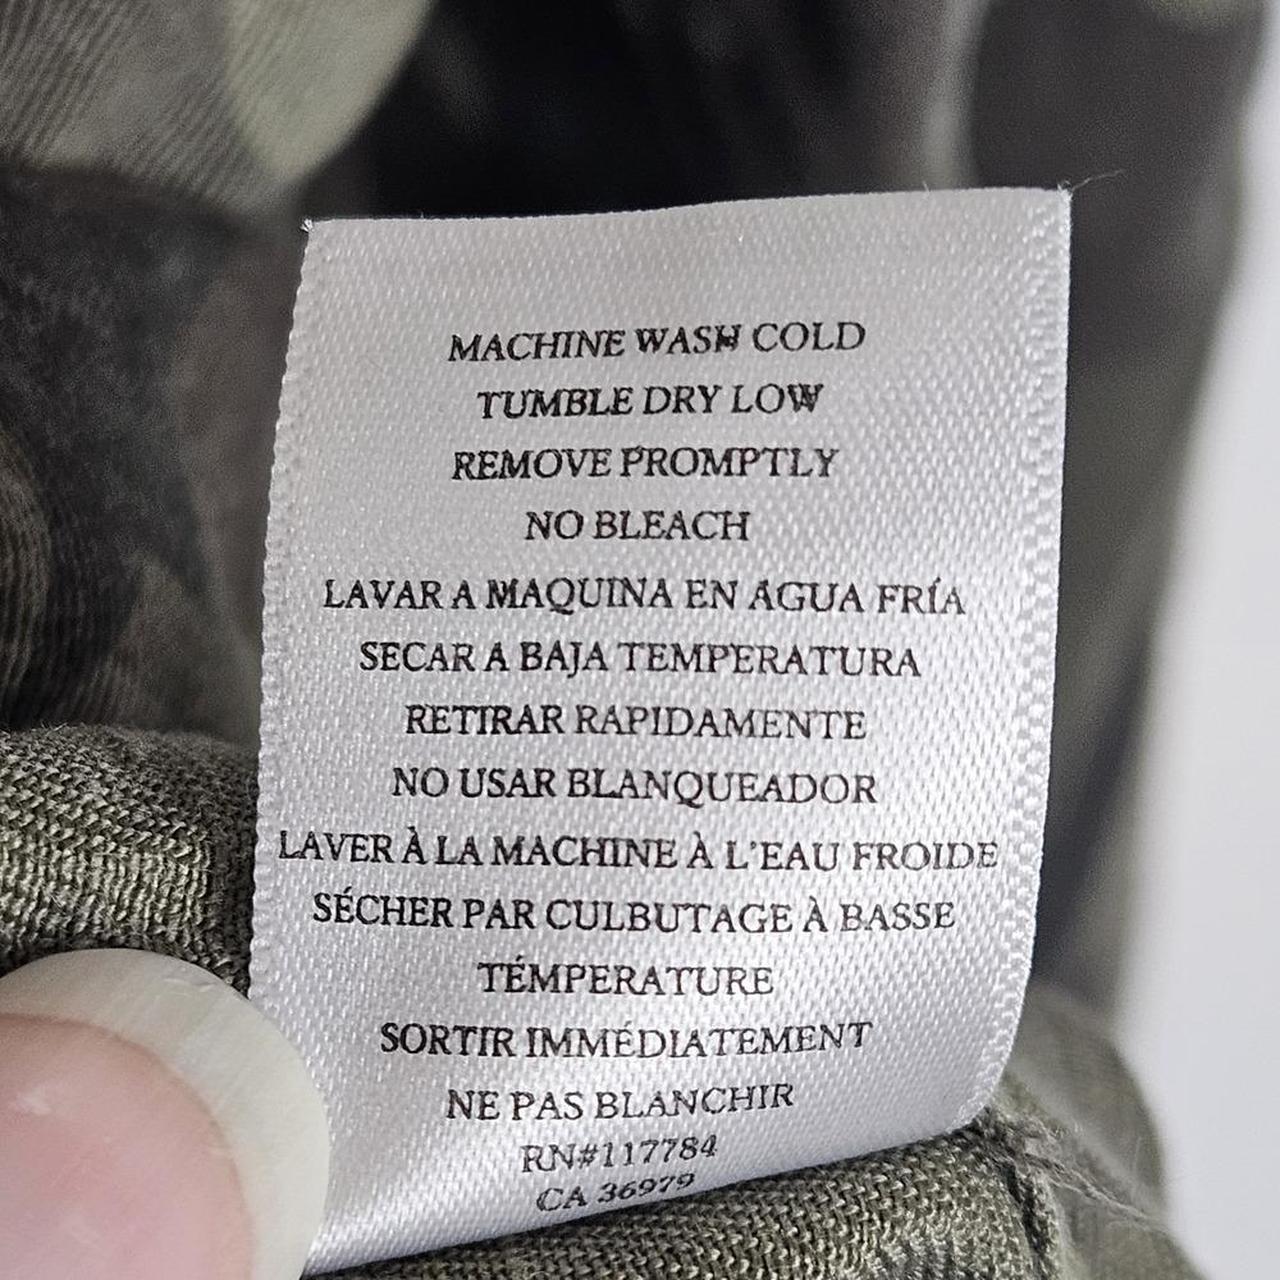 MACHINE WASH COLD
TUMBLE DRY LOW
REMOVE PROMPTLY
NO BLEACH
LAVAR A MAQUINA EN AGUA FRÍA
SECAR A BAJA TEMPERATURA
RETIRAR RAPIDAMENTE
NO USAR BLANQUEADOR
LAVER À LA MACHINE À L'EAU FROIDE
SÉCHER PAR CULBUTAGE À BASSE
TÉMPERATURE
SORTIR IMMÉDIATEMENT
NE PAS BLANCHIR
RN#117784
CA 36979